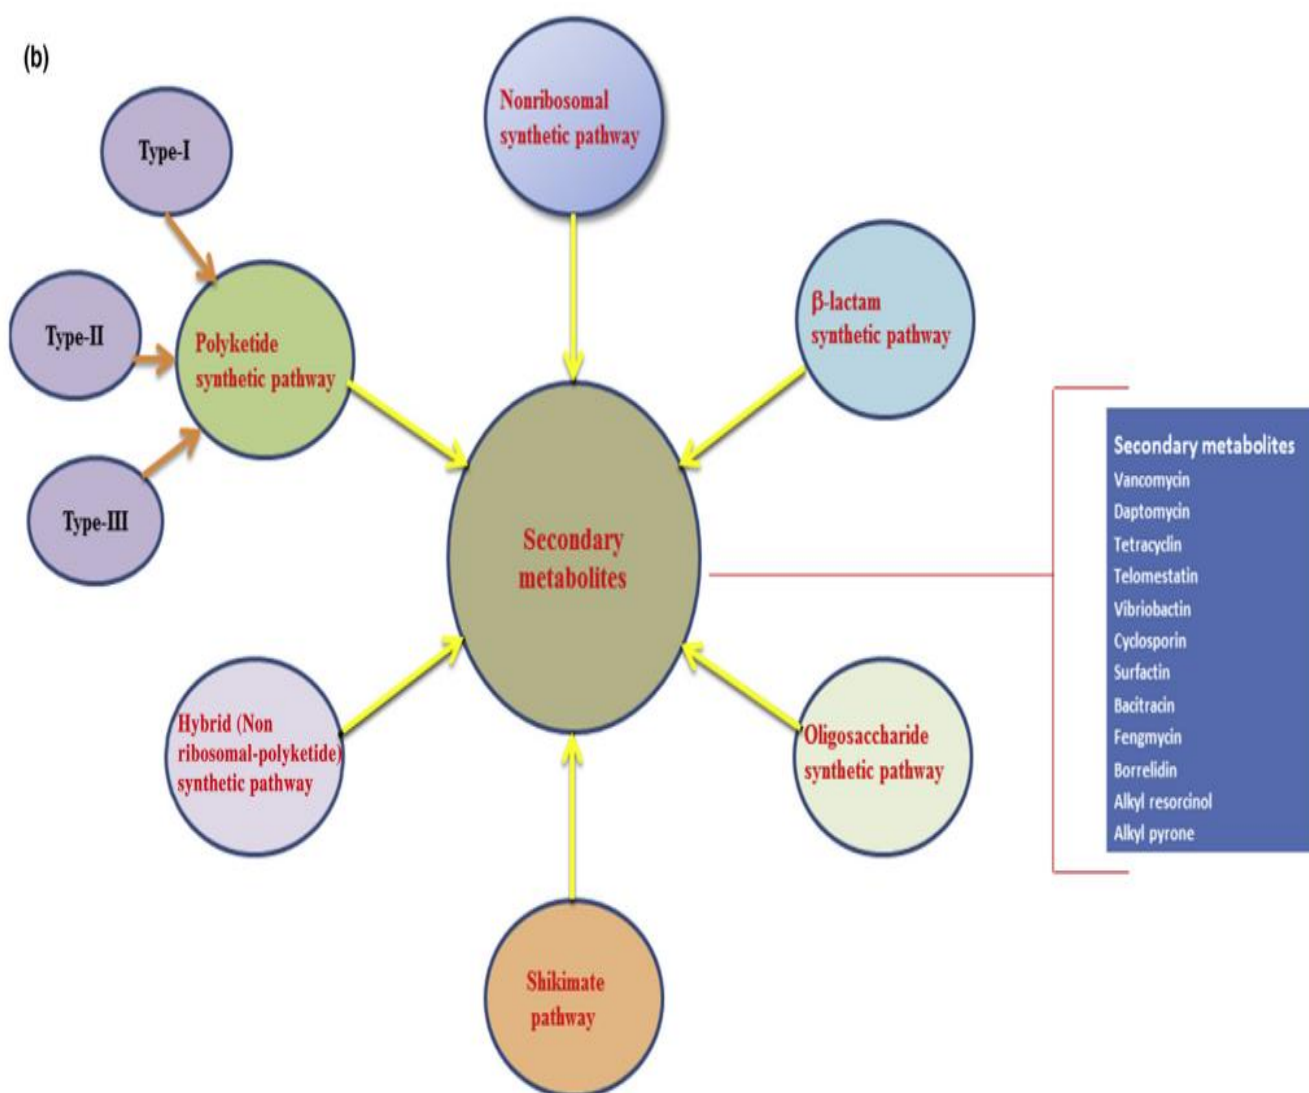 (b)
Nonribosomal
synthetic pathway
Type-I
β-lactam
synthetic pathway
Type-II
Polyketide
synthetic pathway
Type-III
Secondary
metabolites
Secondary metabolites
Vancomycin
Daptomycin
Tetracyclin
Telomestatin
Vibriobactin
Cyclosporin
Surfactin
Bacitracin
Fengmycin
Borrelidin
Alkyl resorcinol
Alkyl pyrone
Hybrid (Non
ribosomal-polyketide)
synthetic pathway
Oligosaccharide
synthetic pathway
Shikimate
pathway